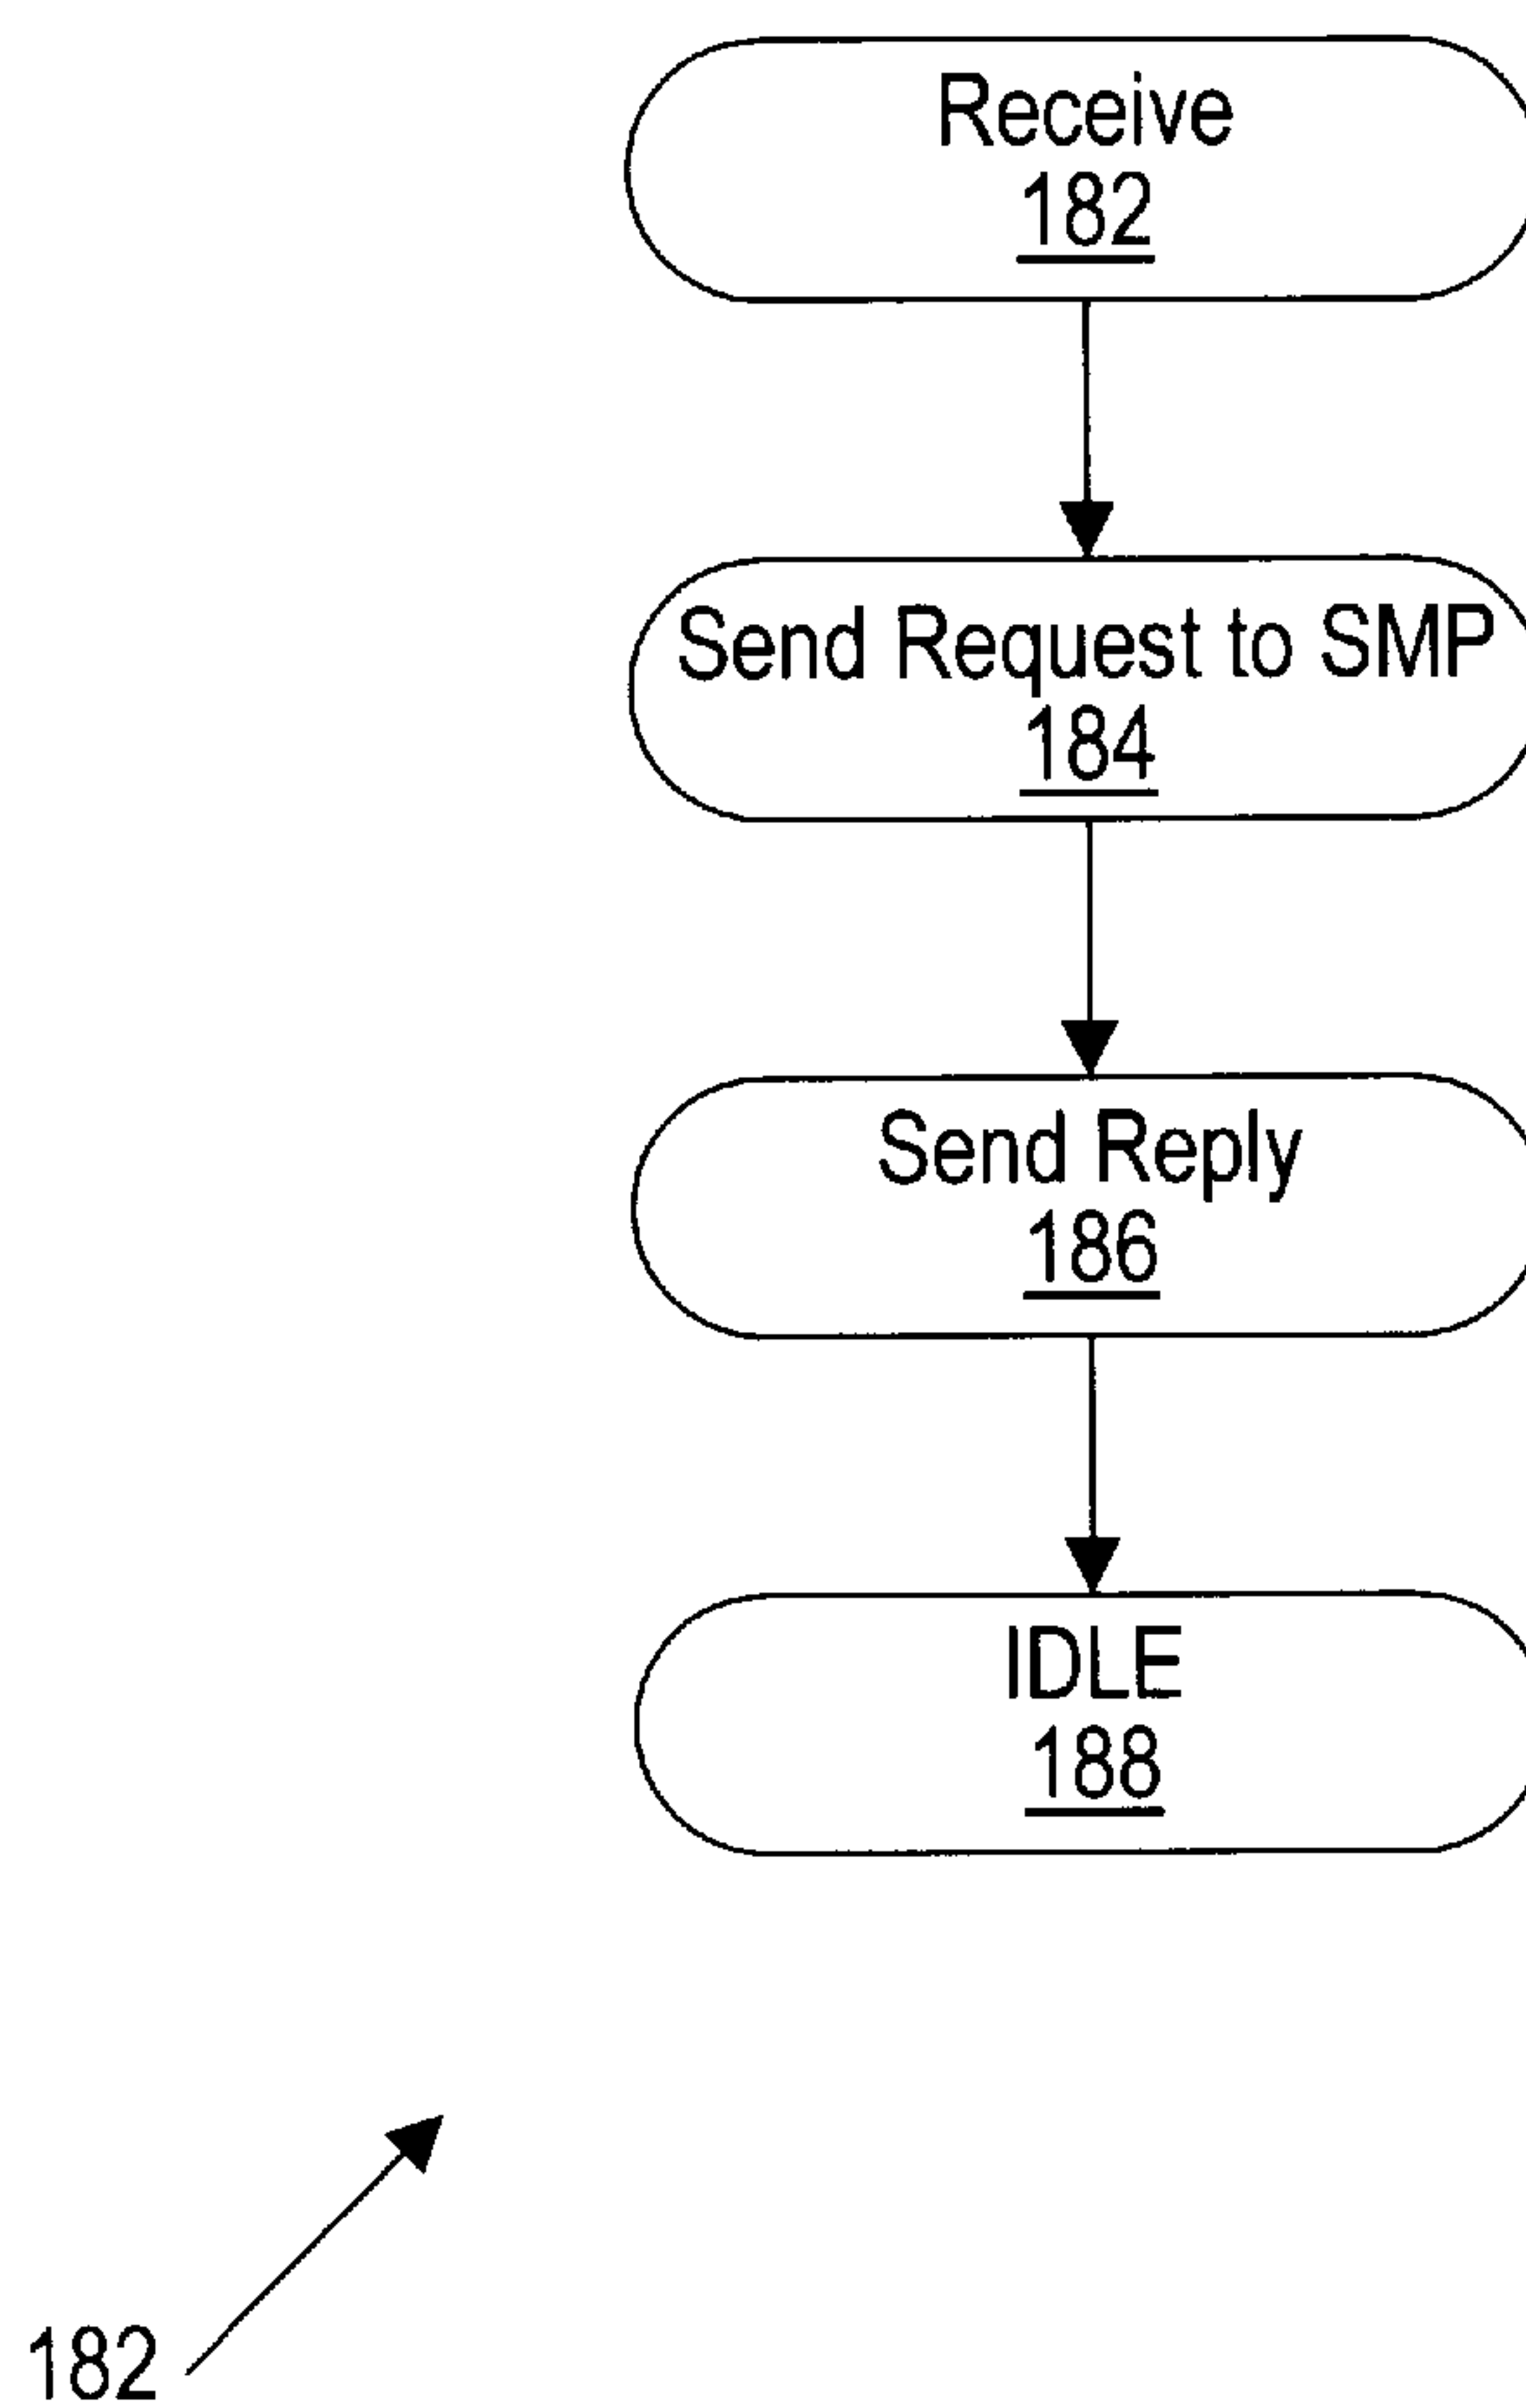 Receive
182
Send Request to SMP
184
Send Reply
186
IDLE
188
182